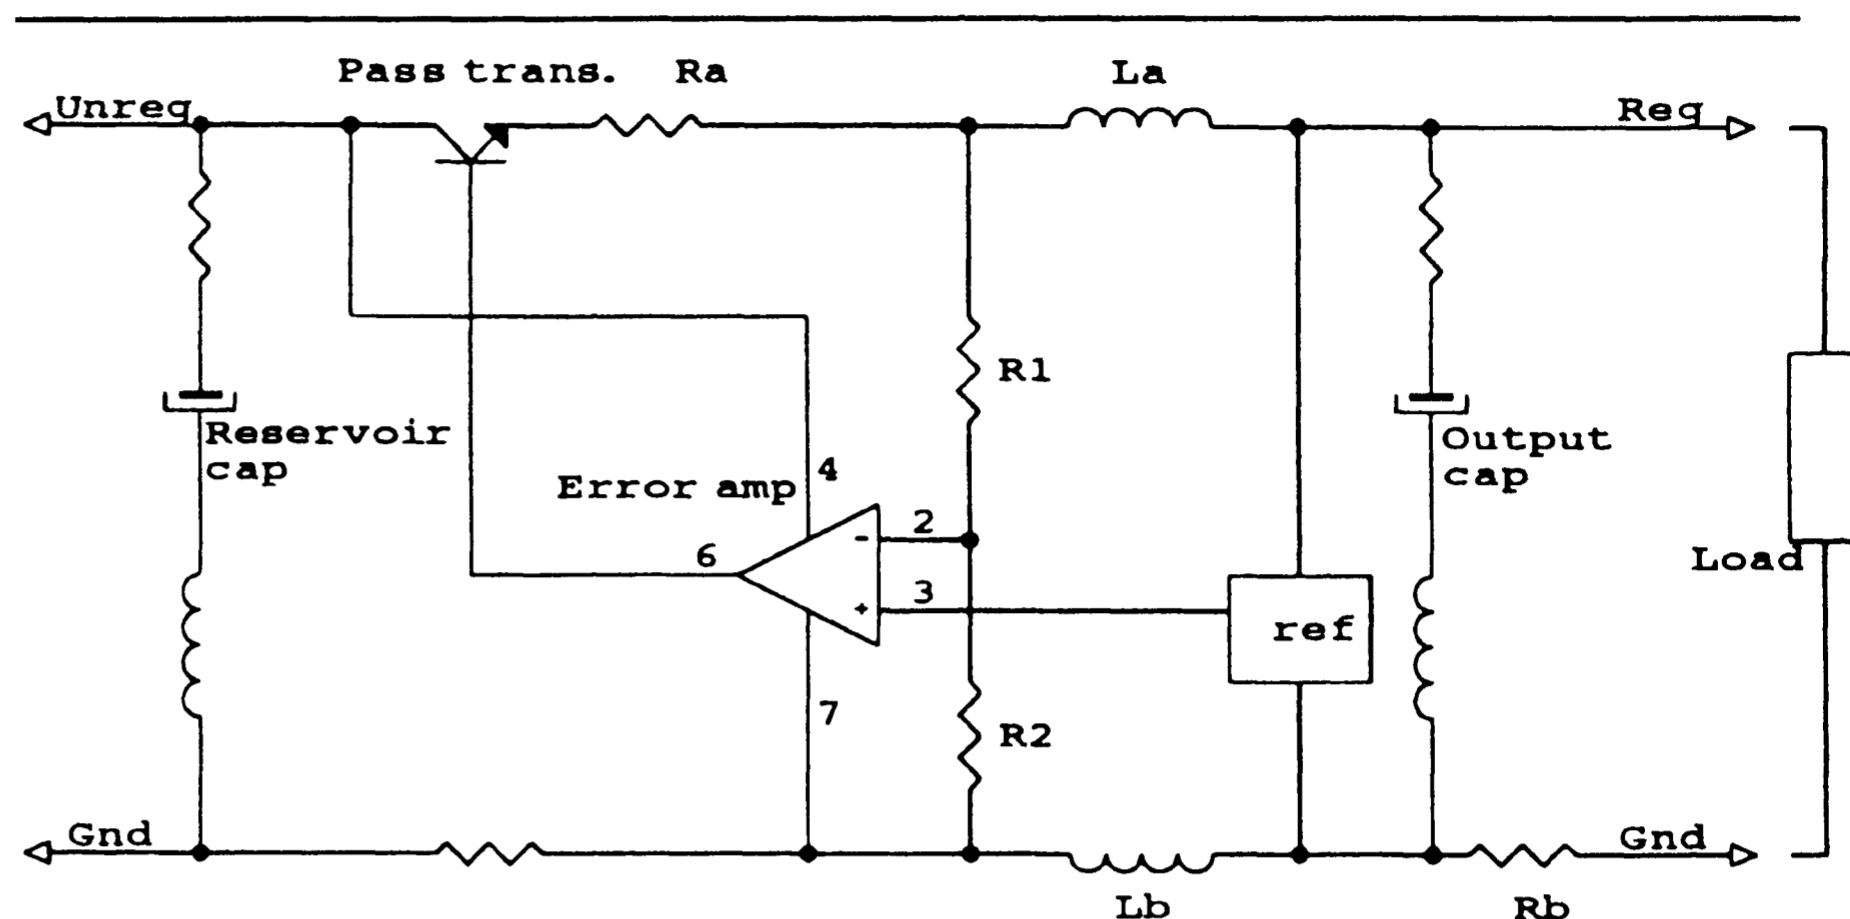 Pass trans. Ra La
Unreg Reg
R1
Reservoir
cap
Output
cap
4
Error amp
2
6
3
Load
ref
7
R2
Gnd Gnd
Lb Rb
- 
+